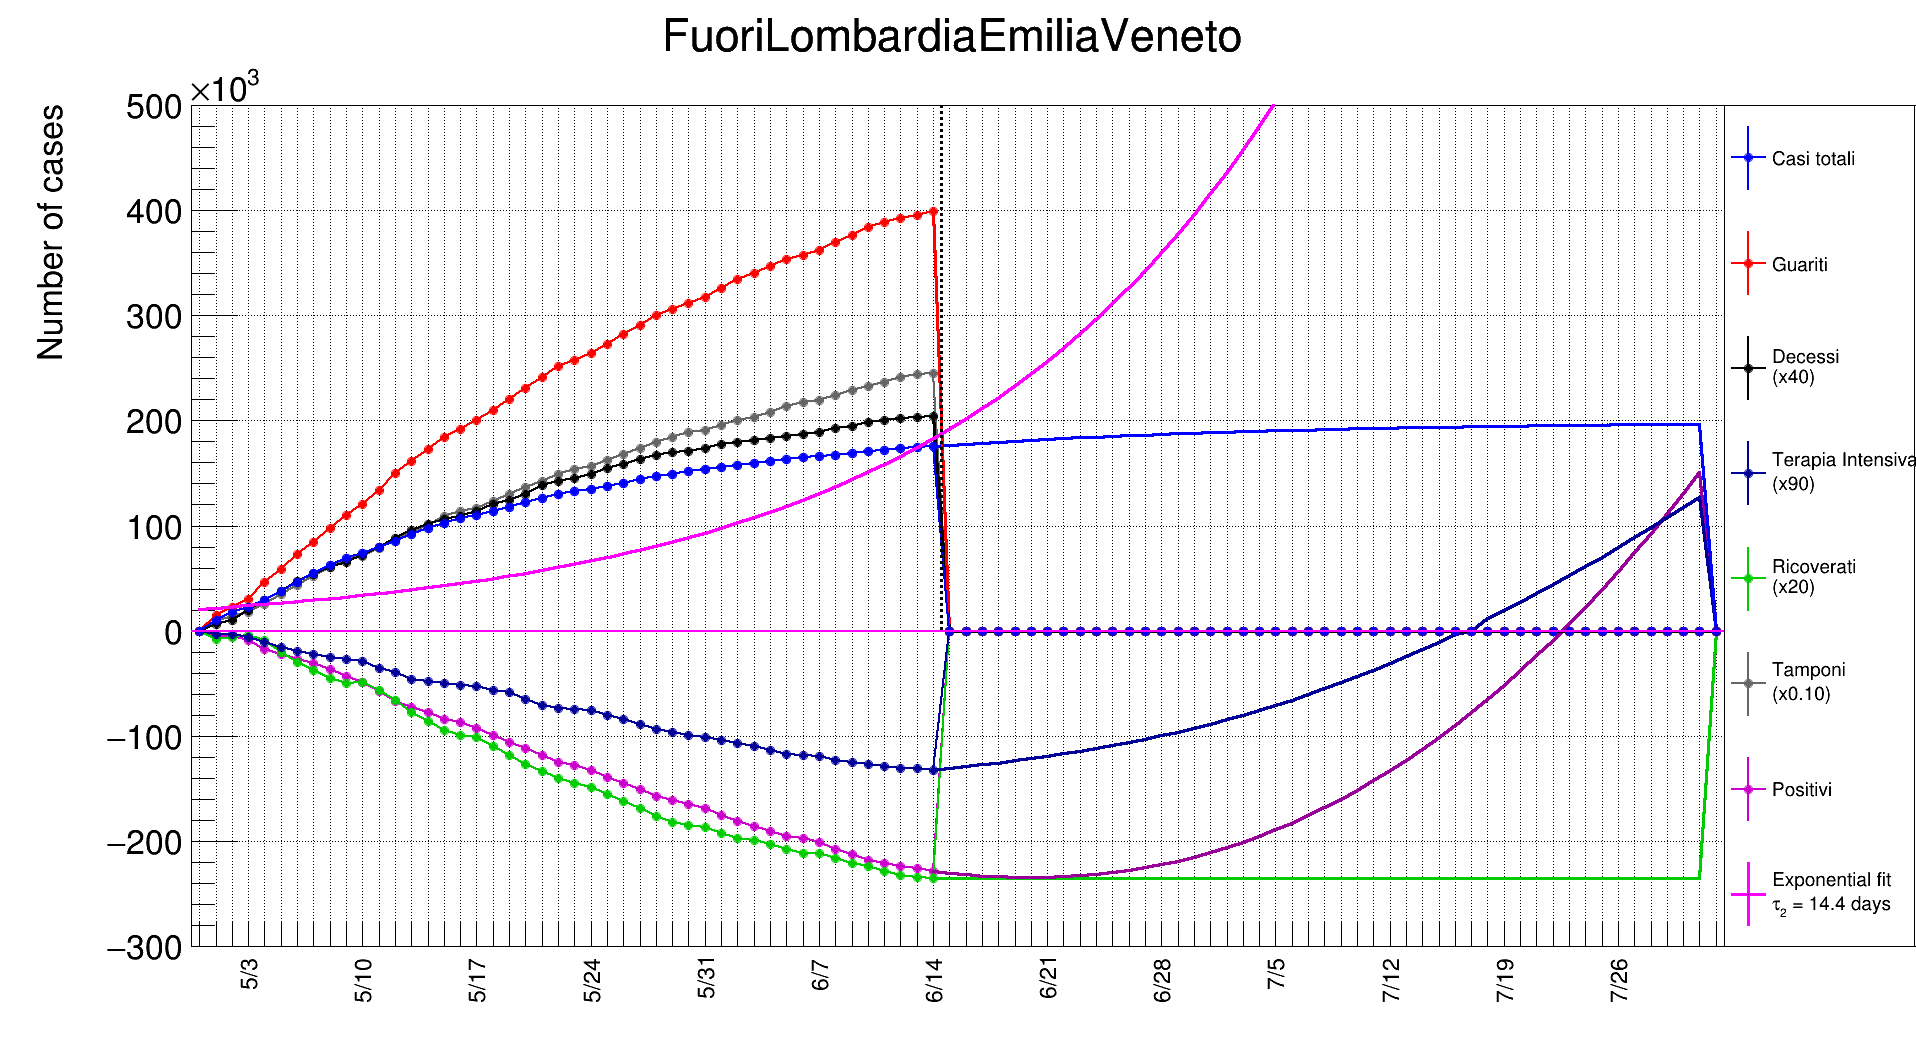 FuoriLombardiaEmiliaVeneto
×10³
Number of cases
500
400
300
200
100
0
−100
−200
−300
5/3
5/10
5/17
5/24
5/31
6/7
6/14
6/21
6/28
7/5
7/12
7/19
7/26
Casi totali
Guariti
Decessi
(x40)
Terapia Intensiva
(x90)
Ricoverati
(x20)
Tamponi
(x0.10)
Positivi
Exponential fit
τ₂ = 14.4 days